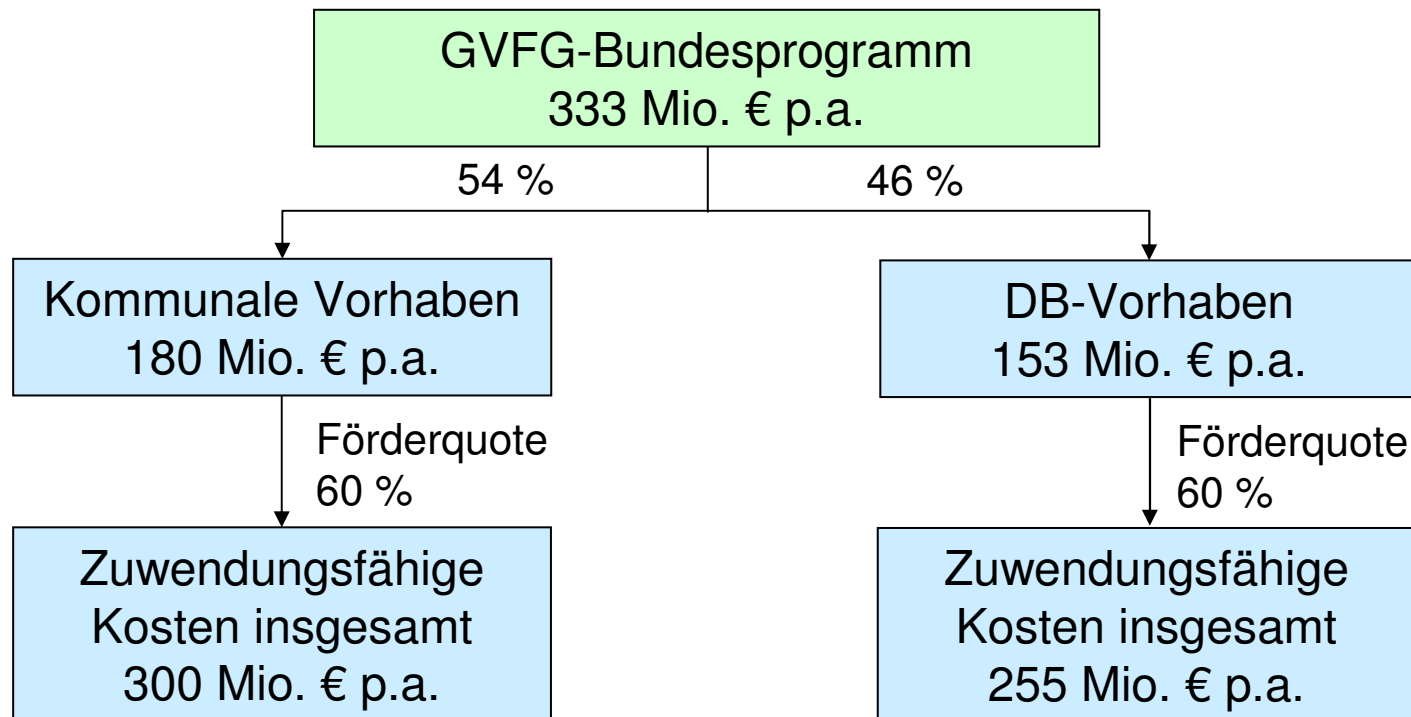 GVFG-Bundesprogramm
333 Mio. € p.a.
54 %
46 %
Kommunale Vorhaben
180 Mio. € p.a.
DB-Vorhaben
153 Mio. € p.a.
Förderquote
60 %
Förderquote
60 %
Zuwendungsfähige
Kosten insgesamt
300 Mio. € p.a.
Zuwendungsfähige
Kosten insgesamt
255 Mio. € p.a.